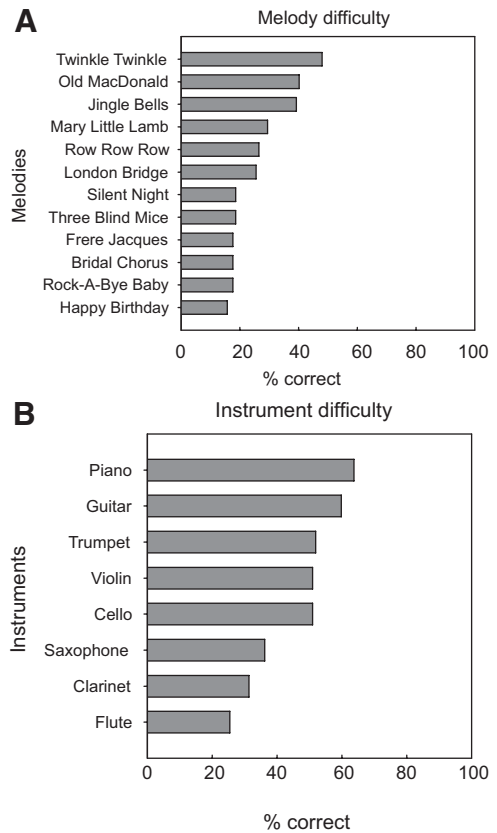 A
Melody difficulty
Melodies
Twinkle Twinkle
Old MacDonald
Jingle Bells
Mary Little Lamb
Row Row Row
London Bridge
Silent Night
Three Blind Mice
Frere Jacques
Bridal Chorus
Rock-A-Bye Baby
Happy Birthday
0 20 40 60 80 100
% correct
B
Instrument difficulty
Instruments
Piano
Guitar
Trumpet
Violin
Cello
Saxophone
Clarinet
Flute
0 20 40 60 80 100
% correct